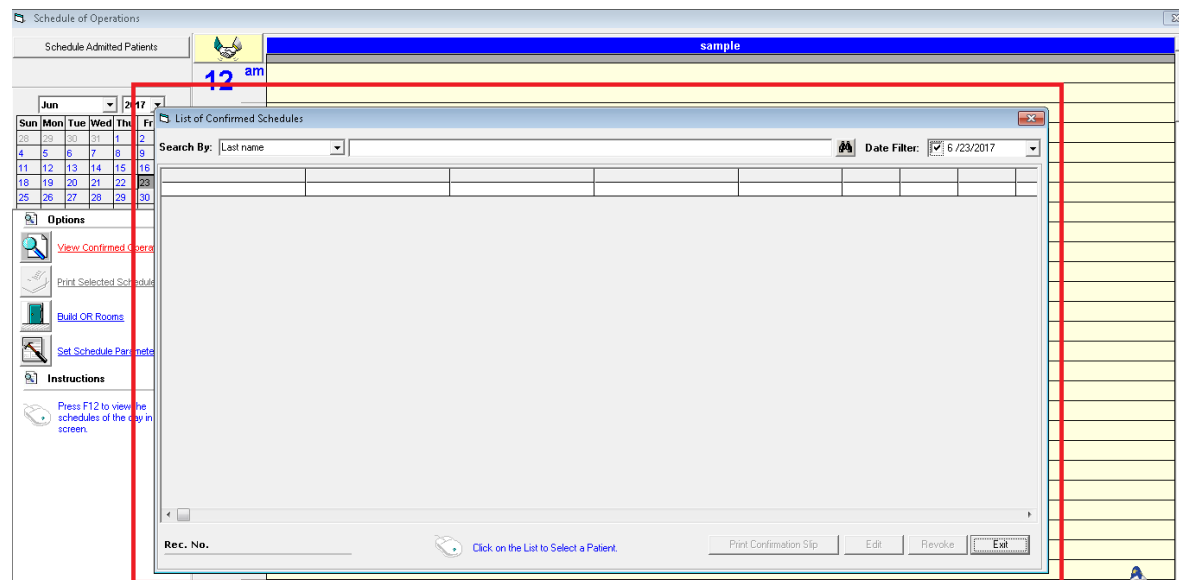 Schedule of Operations
Schedule Admitted Patients
sample
12 am
Jun
Sun Mon Tue Wed Thu Fr
28 29 30 31 1 2
4 5 6 7 8 9
11 12 13 14 15 16
18 19 20 21 22 23
25 26 27 28 29 30
Options
View Confirmed Opera
Print Selected Schedule
Build OR Rooms
Set Schedule Paramete
Instructions
Press F12 to view the
schedules of the day in
screen.
List of Confirmed Schedules
Search By: Last name Date Filter: 6 /23/2017
Rec. No.
Click on the List to Select a Patient.
Print Confirmation Slip Edit Revoke Exit